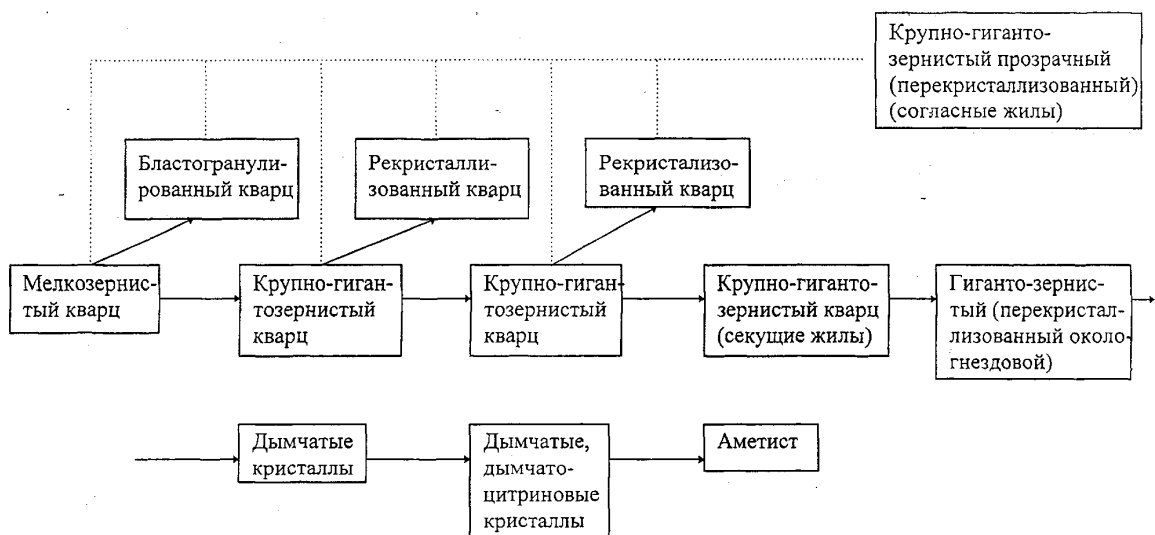 Крупно-гиганто-
зернистый прозрачный
(перекристаллизованный)
(согласные жилы)
Бластогранули-
рованный кварц
Рекристалли-
зованный кварц
Рекристализо-
ванный кварц
Мелкозернис-
тый кварц
Крупно-гиган-
тозернистый
кварц
Крупно-гиган-
тозернистый
кварц
Крупно-гиганто-
зернистый кварц
(секущие жилы)
Гиганто-зернис-
тый (перекристал-
лизованный около-
гнездовой)
Дымчатые
кристаллы
Дымчатые,
дымчато-
цитриновые
кристаллы
Аметист